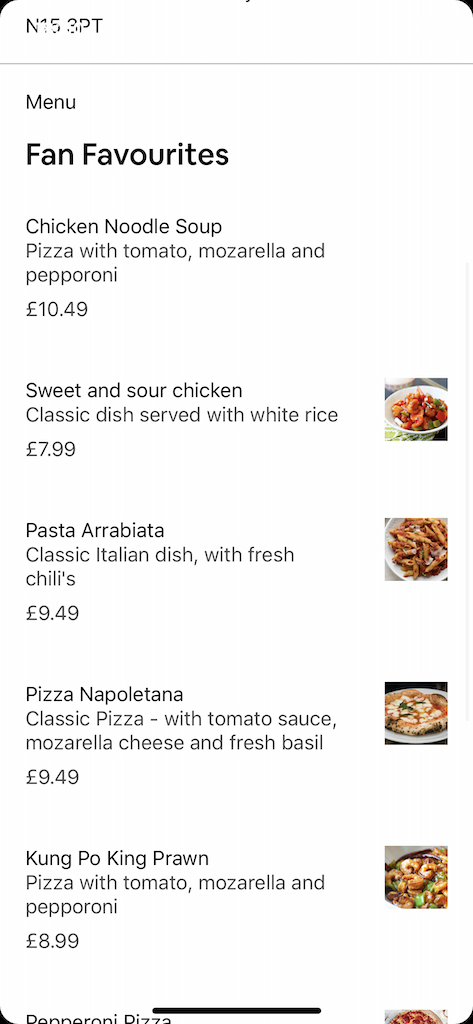 N15 3PT
Menu
Fan Favourites
Chicken Noodle Soup
Pizza with tomato, mozarella and
pepporoni
£10.49
Sweet and sour chicken
Classic dish served with white rice
£7.99
Pasta Arrabiata
Classic Italian dish, with fresh
chili's
£9.49
Pizza Napoletana
Classic Pizza - with tomato sauce,
mozarella cheese and fresh basil
£9.49
Kung Po King Prawn
Pizza with tomato, mozarella and
pepporoni
£8.99
Pepperoni Pizza